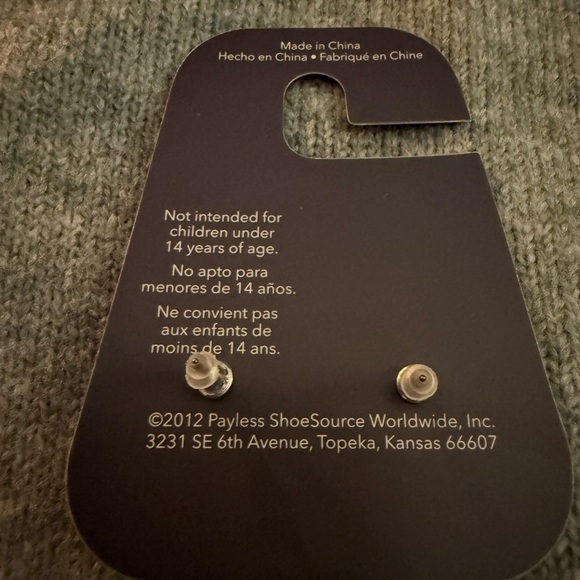 Made in China
Hecho en China • Fabriqué en Chine
Not intended for
children under
14 years of age.
No apto para
menores de 14 años.
Ne convient pas
aux enfants de
moins de 14 ans.
©2012 Payless ShoeSource Worldwide, Inc.
3231 SE 6th Avenue, Topeka, Kansas 66607